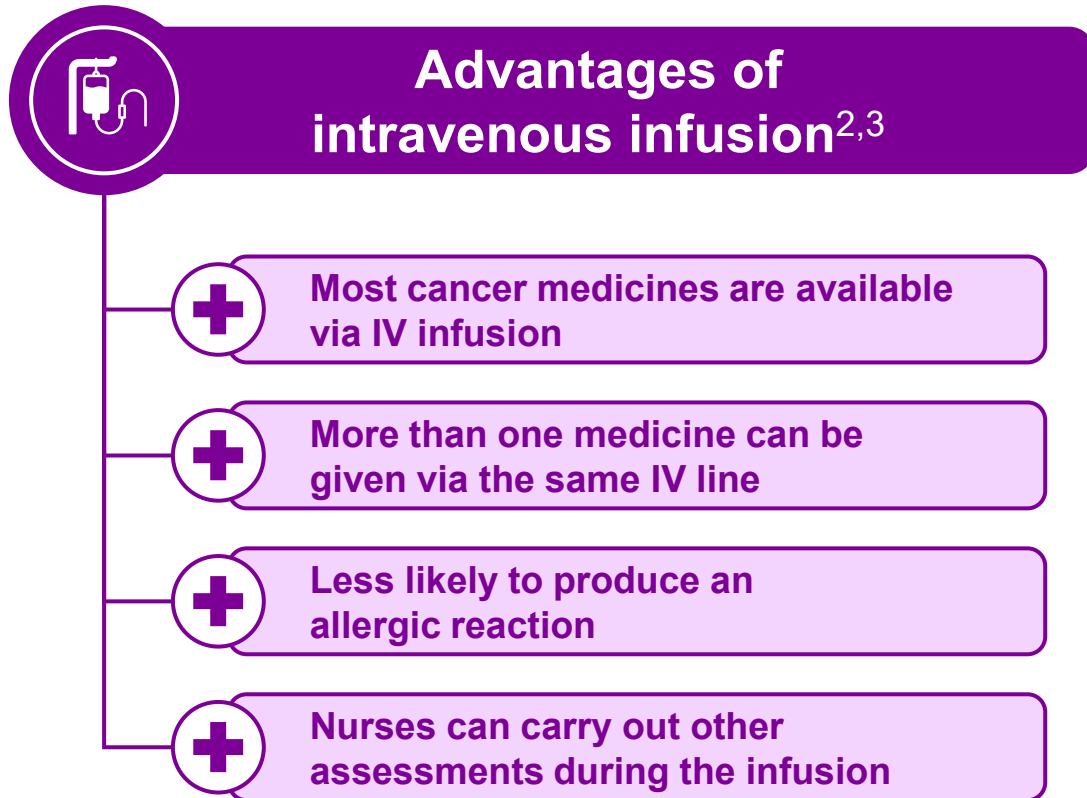 Advantages of
intravenous infusion2,3
Most cancer medicines are available
via IV infusion
More than one medicine can be
given via the same IV line
Less likely to produce an
allergic reaction
Nurses can carry out other
assessments during the infusion